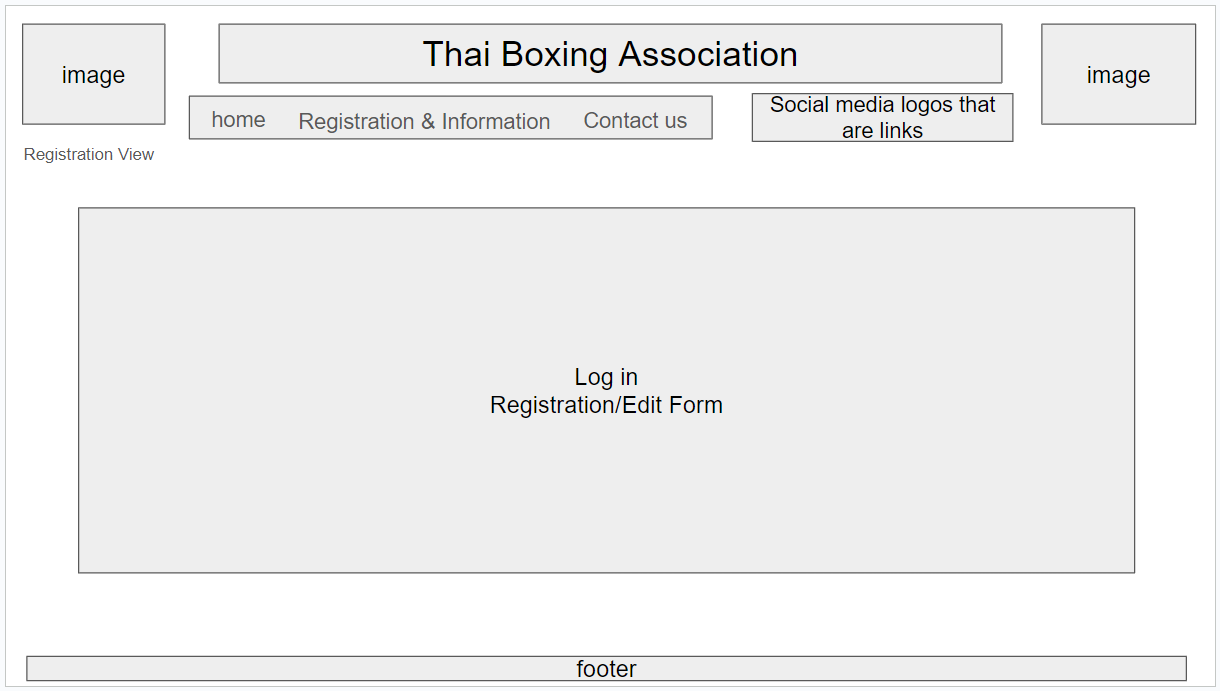 image
Thai Boxing Association
image
home
Registration & Information
Contact us
Social media logos that
are links
Registration View
Log in
Registration/Edit Form
footer